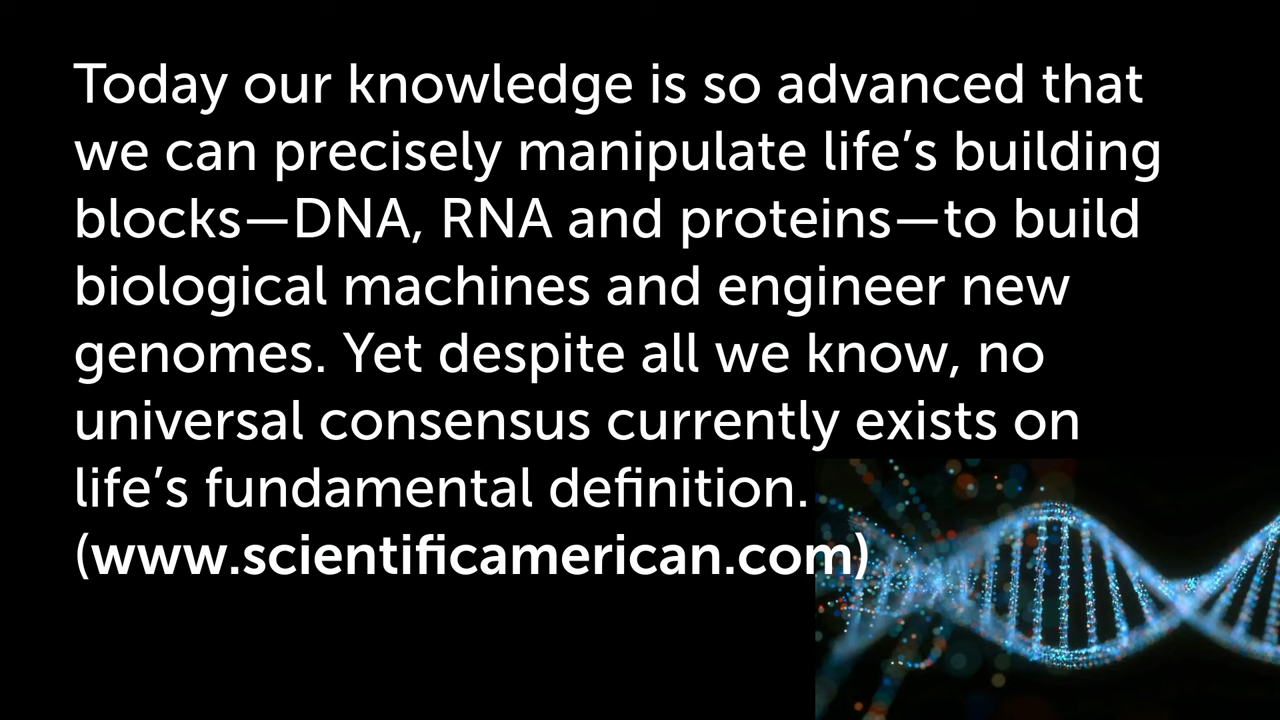 Today our knowledge is so advanced that
we can precisely manipulate life’s building
blocks—DNA, RNA and proteins—to build
biological machines and engineer new
genomes. Yet despite all we know, no
universal consensus currently exists on
life’s fundamental definition.
(www.scientificamerican.com)